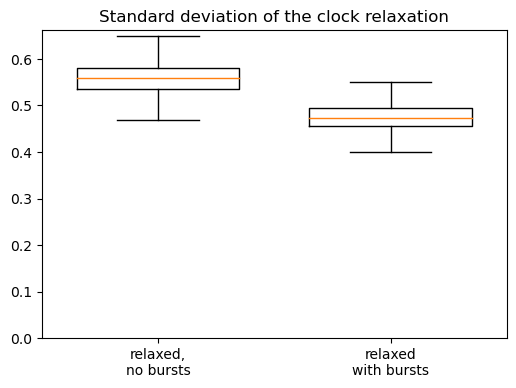 Standard deviation of the clock relaxation
0.6
0.5
0.4
0.3
0.2
0.1
0.0
relaxed,
no bursts
relaxed
with bursts